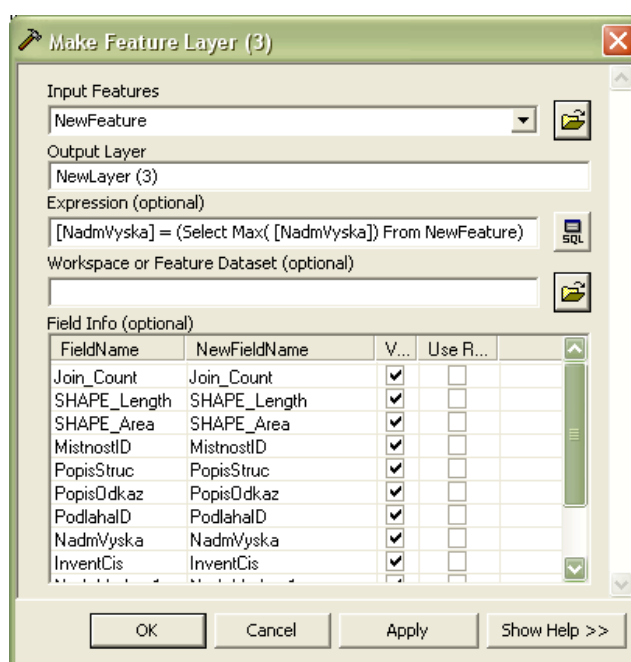 Make Feature Layer (3)
Input Features
NewFeature
Output Layer
NewLayer (3)
Expression (optional)
[NadmVyska] = (Select Max( [NadmVyska]) From NewFeature)
SQL
Workspace or Feature Dataset (optional)
Field Info (optional)
FieldName NewFieldName V... Use R...
Join_Count Join_Count
SHAPE_Length SHAPE_Length
SHAPE_Area SHAPE_Area
MistnostID MistnostID
PopisStruc PopisStruc
PopisOdkaz PopisOdkaz
PodlahaID PodlahaID
NadmVyska NadmVyska
InventCis InventCis
OK Cancel Apply Show Help >>